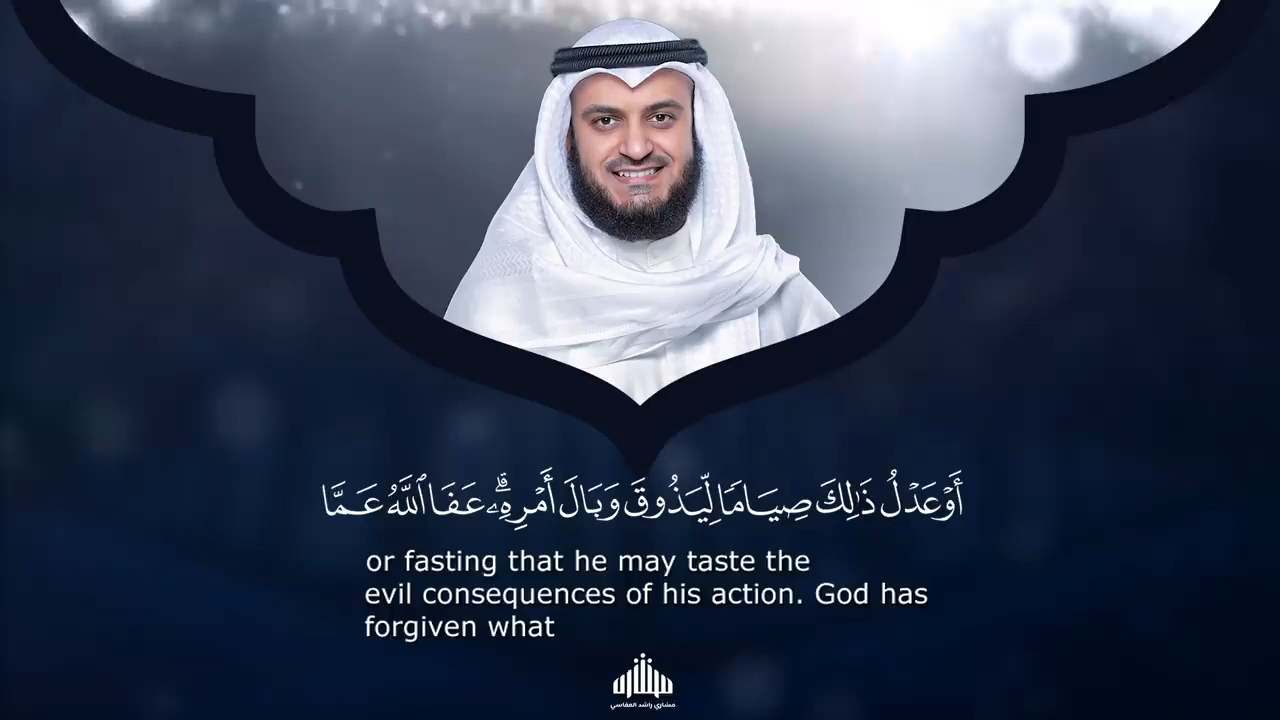 أَوْ عَدْلُ ذَٰلِكَ صِيَامًا لِّيَذُوقَ وَبَالَ أَمْرِهِۦ ۗ عَفَا ٱللَّهُ عَمَّا
or fasting that he may taste the
evil consequences of his action. God has
forgiven what
مشاري راشد العفاسي